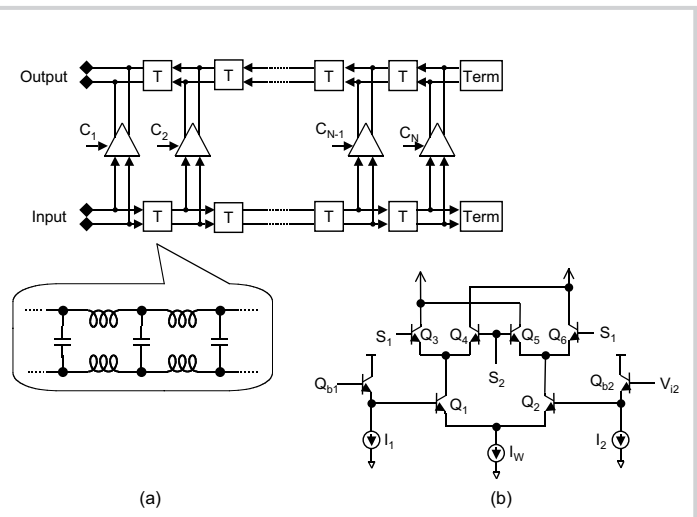 Output
T
T
T
T
Term
C1
C2
CN-1
CN
Input
T
T
T
T
Term
S1
Q3
Q4
Q5
Q6
S1
S2
Qb1
Q1
Q2
Qb2
Vi2
I1
IW
I2
(a)
(b)